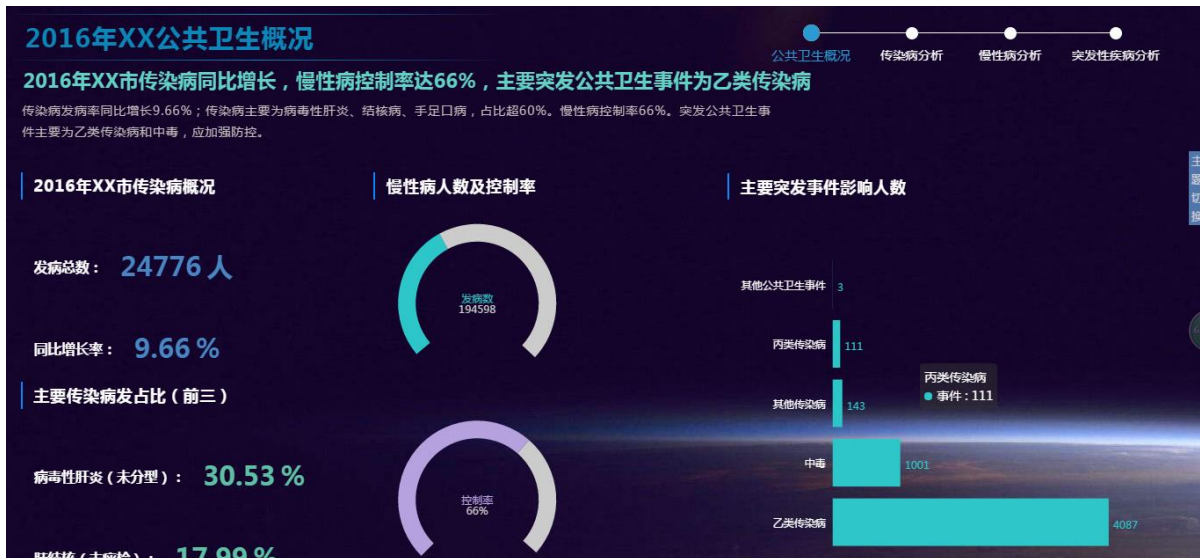 2016年XX公共卫生概况
公共卫生概况
传染病分析
慢性病分析
突发性疾病分析
2016年XX市传染病同比增长，慢性病控制率达66%，主要突发公共卫生事件为乙类传染病
传染病发病率同比增长9.66%；传染病主要为病毒性肝炎、结核病、手足口病，占比超60%。慢性病控制率66%。突发公共卫生事
件主要为乙类传染病和中毒，应加强防控。
2016年XX市传染病概况
发病总数： 24776 人
同比增长率： 9.66 %
主要传染病发占比（前三）
病毒性肝炎（未分型）： 30.53 %
17.99 %
慢性病人数及控制率
发病数
194598
控制率
66%
主要突发事件影响人数
其他公共卫生事件 3
丙类传染病 111
丙类传染病
事件 : 111
其他传染病 143
中毒 1001
乙类传染病 4087
主
题
切